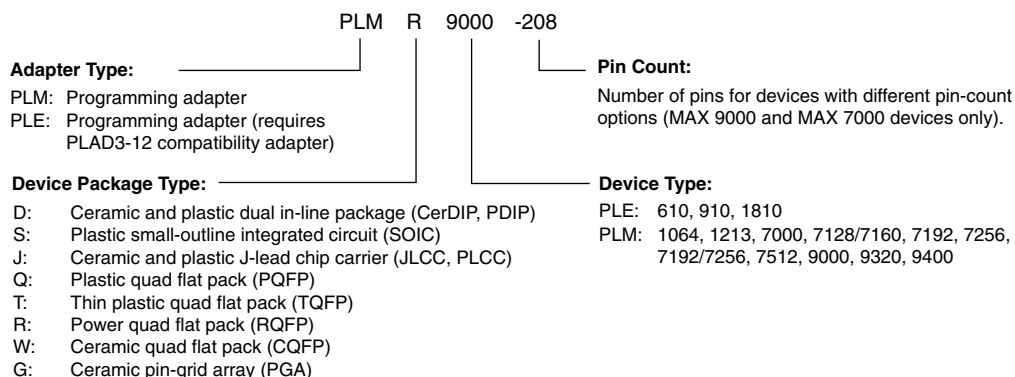 PLM R 9000 -208
Adapter Type:
PLM: Programming adapter
PLE: Programming adapter (requires
PLAD3-12 compatibility adapter)
Pin Count:
Number of pins for devices with different pin-count
options (MAX 9000 and MAX 7000 devices only).
Device Package Type:
D: Ceramic and plastic dual in-line package (CerDIP, PDIP)
S: Plastic small-outline integrated circuit (SOIC)
J: Ceramic and plastic J-lead chip carrier (JLCC, PLCC)
Q: Plastic quad flat pack (PQFP)
T: Thin plastic quad flat pack (TQFP)
R: Power quad flat pack (RQFP)
W: Ceramic quad flat pack (CQFP)
G: Ceramic pin-grid array (PGA)
Device Type:
PLE: 610, 910, 1810
PLM: 1064, 1213, 7000, 7128/7160, 7192, 7256,
7192/7256, 7512, 9000, 9320, 9400